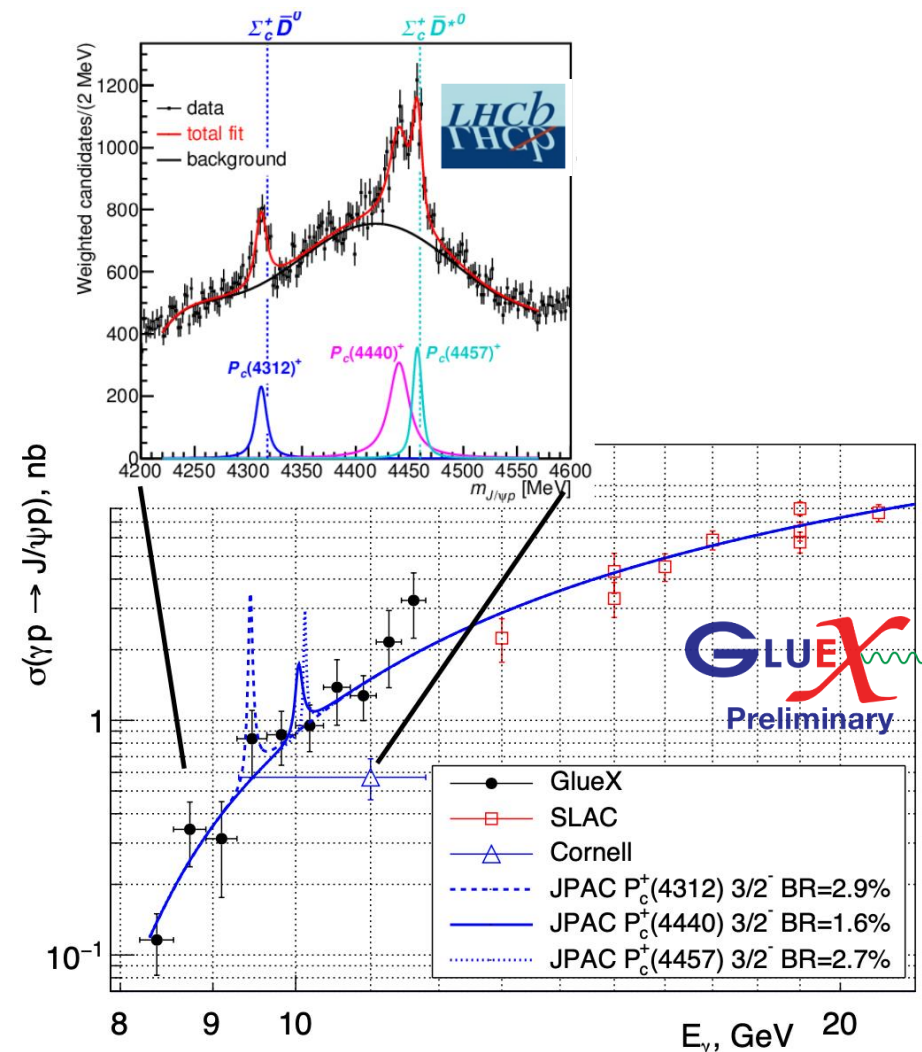 Σc+ D̄0 Σc+ D̄*0
Weighted candidates/(2 MeV)
1200
1000
800
600
400
200
0
data
total fit
background
LHCb
LHCb
Pc(4312)+ Pc(4440)+ Pc(4457)+
4200 4250 4300 4350 4400 4450 4500 4550 4600
mJ/ψp [MeV]
σ(γp → J/ψp), nb
1
10⁻¹
GLUEX
Preliminary
GlueX
SLAC
Cornell
JPAC Pc+(4312) 3/2- BR=2.9%
JPAC Pc+(4440) 3/2- BR=1.6%
JPAC Pc+(4457) 3/2- BR=2.7%
8 9 10 20
Eγ, GeV